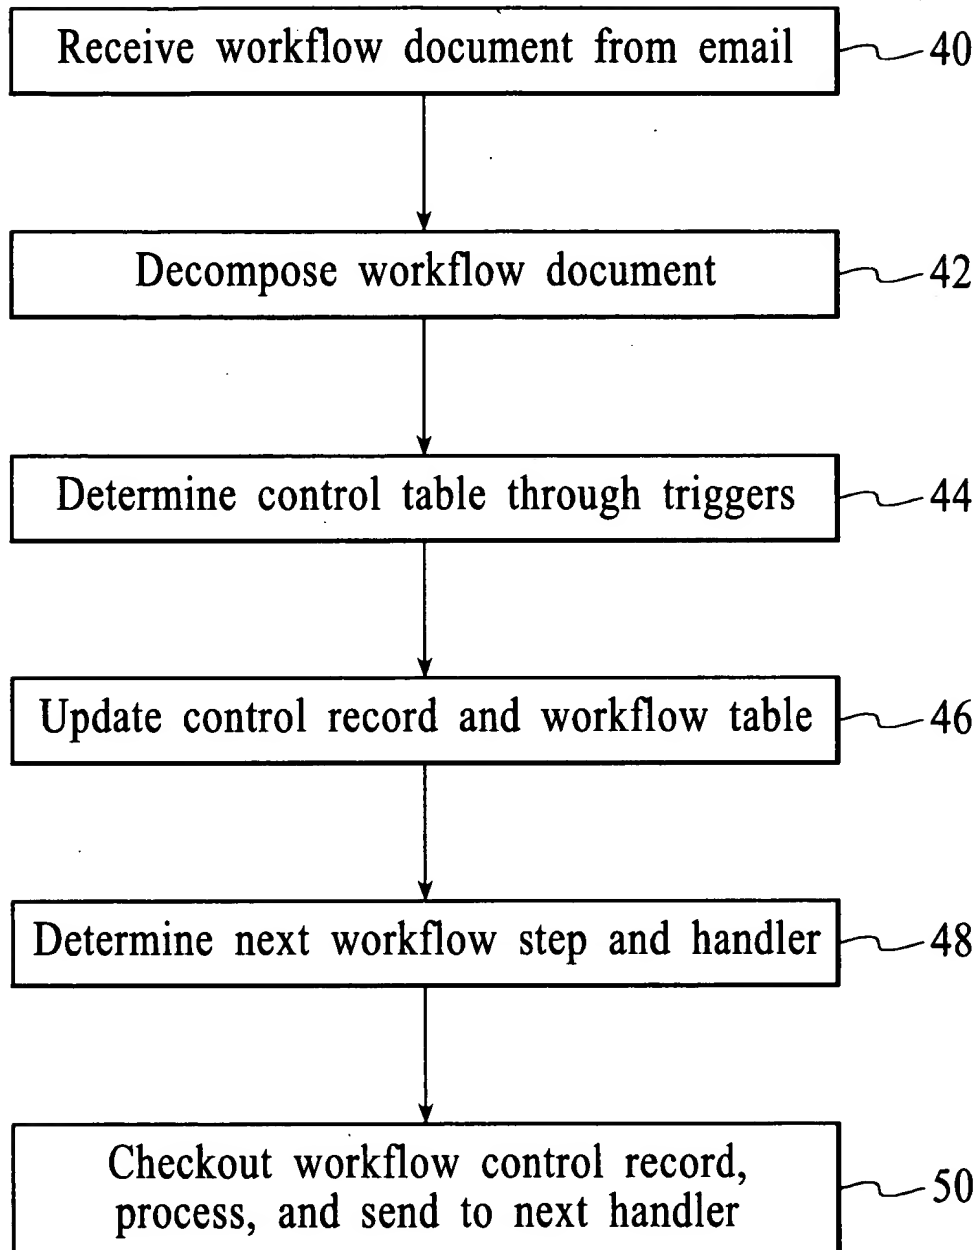 Receive workflow document from email 40
Decompose workflow document 42
Determine control table through triggers 44
Update control record and workflow table 46
Determine next workflow step and handler 48
Checkout workflow control record,
process, and send to next handler 50